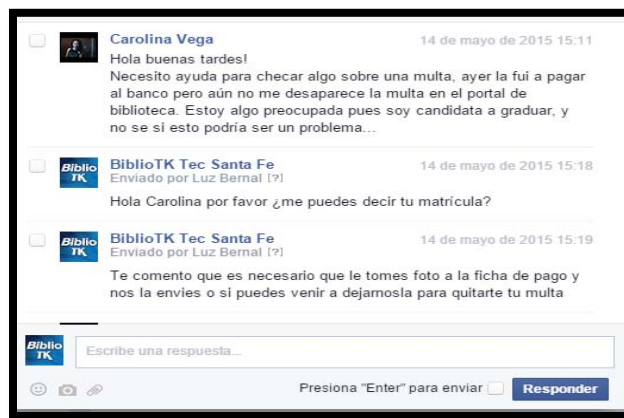 Carolina Vega 14 de mayo de 2015 15:11
Hola buenas tardes!
Necesito ayuda para checar algo sobre una multa, ayer la fui a pagar
al banco pero aún no me desaparece la multa en el portal de
biblioteca. Estoy algo preocupada pues soy candidata a graduar, y
no se si esto podría ser un problema...
Biblio
TK
BiblioTK Tec Santa Fe 14 de mayo de 2015 15:18
Enviado por Luz Bernal [?]
Hola Carolina por favor ¿me puedes decir tu matrícula?
Biblio
TK
BiblioTK Tec Santa Fe 14 de mayo de 2015 15:19
Enviado por Luz Bernal [?]
Te comento que es necesario que le tomes foto a la ficha de pago y
nos la envies o si puedes venir a dejarnosla para quitarte tu multa
Biblio
TK
Escribe una respuesta...
Presiona "Enter" para enviar Responder